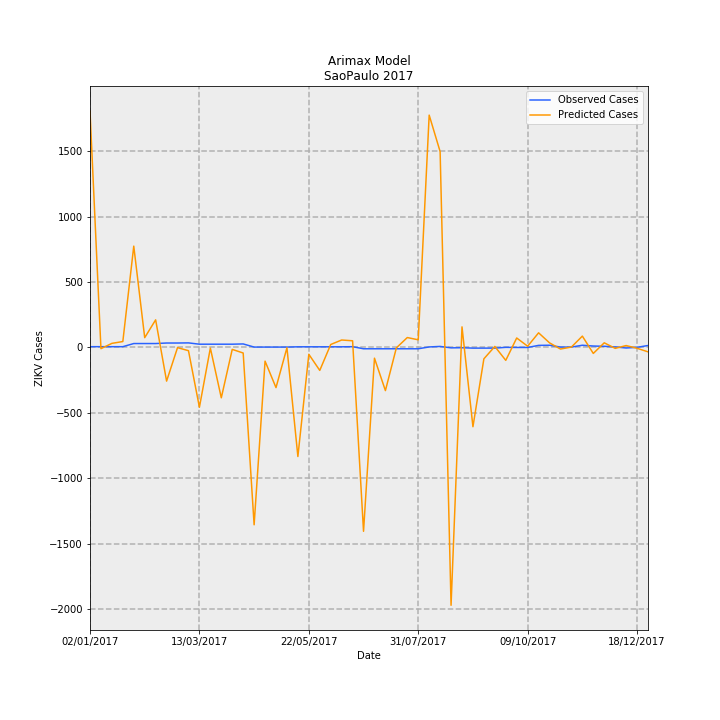 Arimax Model
SaoPaulo 2017
Observed Cases
Predicted Cases
ZIKV Cases
1500
1000
500
0
−500
−1000
−1500
−2000
02/01/2017 13/03/2017 22/05/2017 31/07/2017 09/10/2017 18/12/2017
Date